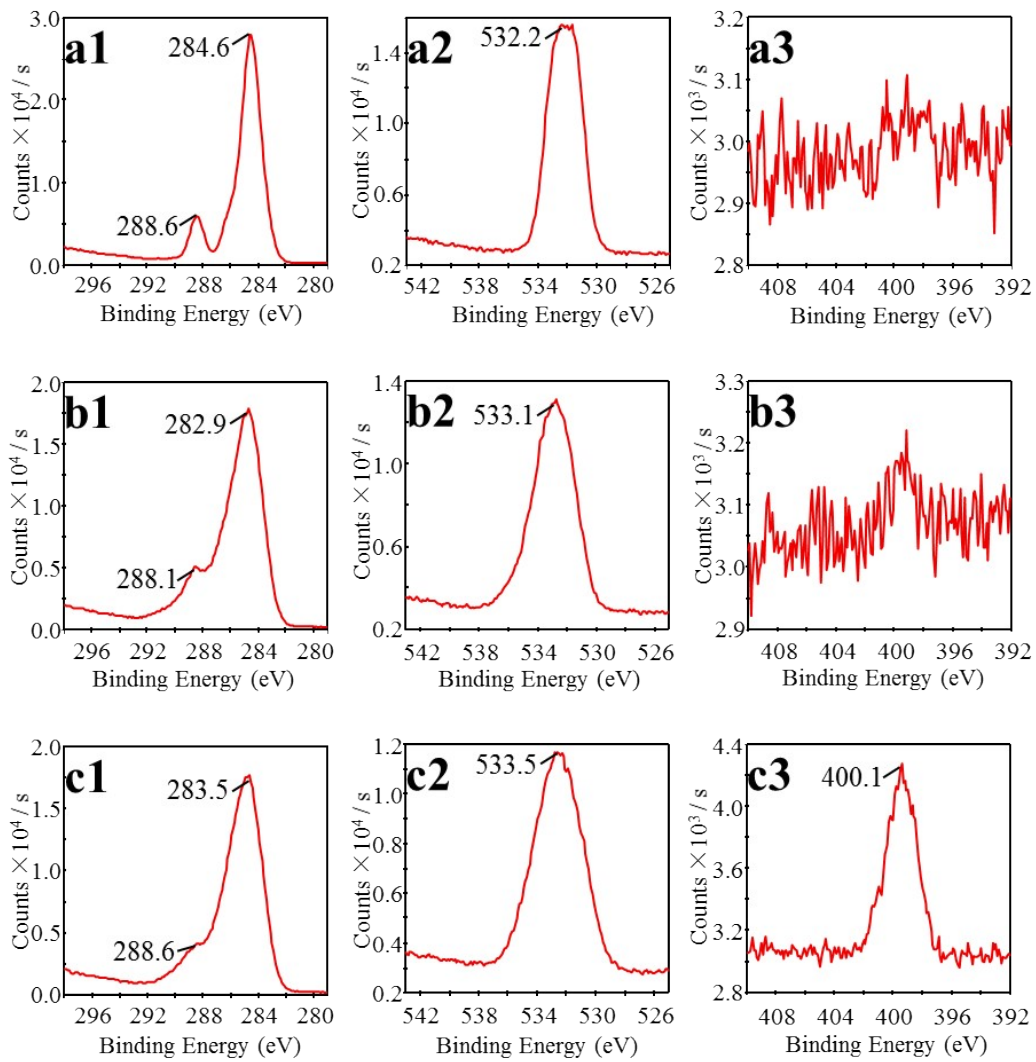 a1
284.6
288.6
Counts ×10⁴ / s
3.0
2.0
1.0
0.0
296 292 288 284 280
Binding Energy (eV)
a2
532.2
Counts ×10⁴ / s
1.4
1.0
0.6
0.2
542 538 534 530 526
Binding Energy (eV)
a3
Counts ×10³ / s
3.2
3.1
3.0
2.9
2.8
408 404 400 396 392
Binding Energy (eV)
b1
282.9
288.1
Counts ×10⁴ / s
2.0
1.5
1.0
0.5
0.0
296 292 288 284 280
Binding Energy (eV)
b2
533.1
Counts ×10⁴ / s
1.4
1.0
0.6
0.2
542 538 534 530 526
Binding Energy (eV)
b3
Counts ×10³ / s
3.3
3.2
3.1
3.0
2.9
408 404 400 396 392
Binding Energy (eV)
c1
283.5
288.6
Counts ×10⁴ / s
2.0
1.5
1.0
0.5
0.0
296 292 288 284 280
Binding Energy (eV)
c2
533.5
Counts ×10⁴ / s
1.2
1.0
0.8
0.6
0.4
0.2
542 538 534 530 526
Binding Energy (eV)
c3
400.1
Counts ×10³ / s
4.4
4.0
3.6
3.2
2.8
408 404 400 396 392
Binding Energy (eV)